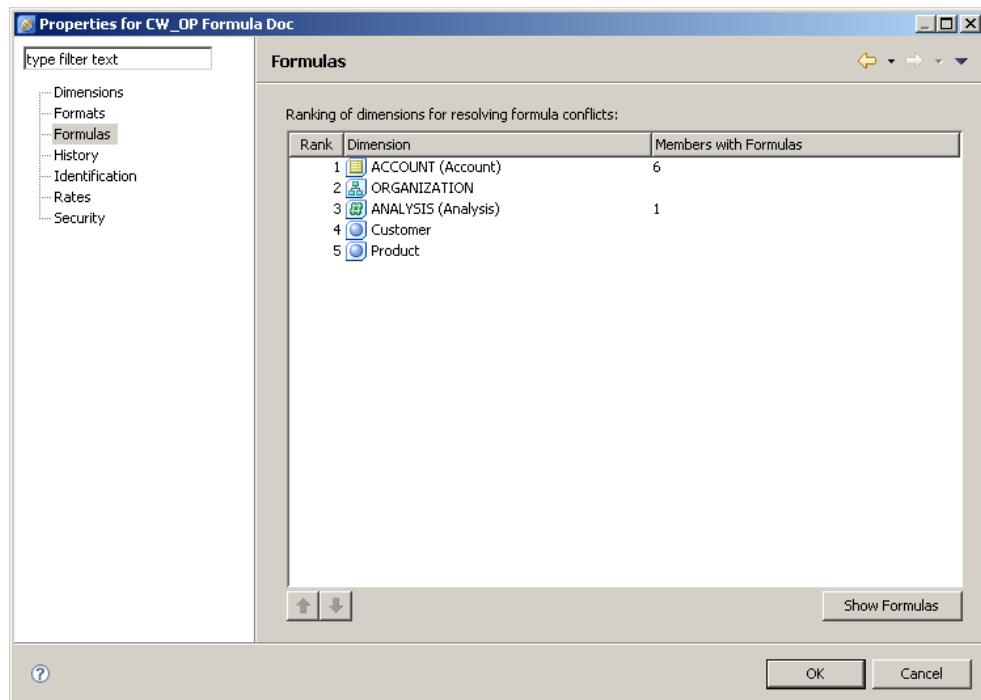 Properties for CW_OP Formula Doc
type filter text
Dimensions
Formats
Formulas
History
Identification
Rates
Security
Formulas
Ranking of dimensions for resolving formula conflicts:
Rank Dimension Members with Formulas
1 ACCOUNT (Account) 6
2 ORGANIZATION
3 ANALYSIS (Analysis) 1
4 Customer
5 Product
Show Formulas
?
OK Cancel